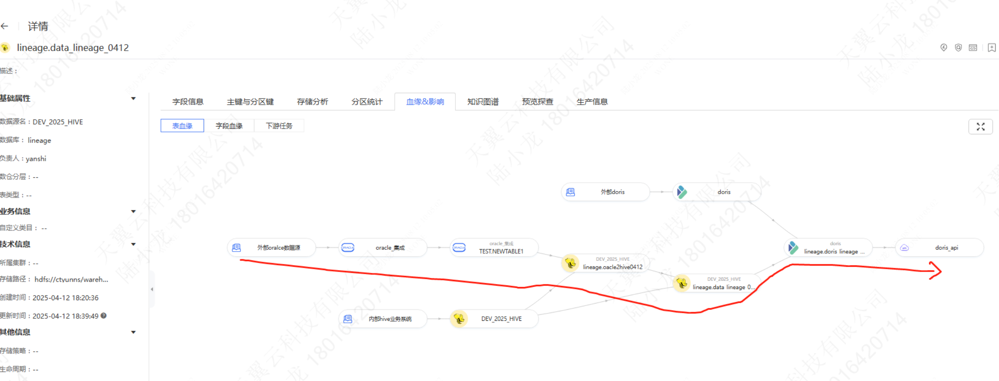 详情
lineage.data_lineage_0412
描述：
基础属性
数据源名：DEV_2025_HIVE
数据库： lineage
负责人：yanshi
数仓分层：--
表类型：--
业务信息
自定义类目： --
技术信息
所属集群：--
存储路径： hdfs://ctyunns/wareh...
创建时间：2025-04-12 18:20:36
更新时间：2025-04-12 18:39:49
其他信息
存储策略：--
生命周期：--
字段信息 主键与分区键 存储分析 分区统计 血缘&影响 知识图谱 预览探查 生产信息
表血缘 字段血缘 下游任务
外部doris
doris
外部oralce数据源
ORACLE
oracle_集成
ORACLE
oracle_集成
TEST.NEWTABLE1
DEV_2025_HIVE
lineage.oacle2hive0412
DEV_2025_HIVE
lineage.data lineage 0...
doris
lineage.doris lineage ...
API
doris_api
内部hive业务系统
DEV_2025_HIVE
天翼云科技有限公司
陆小龙 18016420714